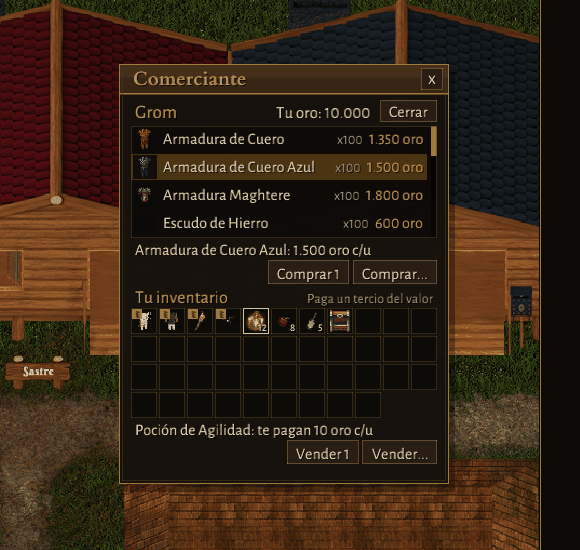 Comerciante
X
Grom
Tu oro: 10.000
Cerrar
Armadura de Cuero x100 1.350 oro
Armadura de Cuero Azul x100 1.500 oro
Armadura Maghtere x100 1.800 oro
Escudo de Hierro x100 600 oro
Armadura de Cuero Azul: 1.500 oro c/u
Comprar 1
Comprar...
Tu inventario
Paga un tercio del valor
E E E E 12 8 5
Sastre
Poción de Agilidad: te pagan 10 oro c/u
Vender 1
Vender...